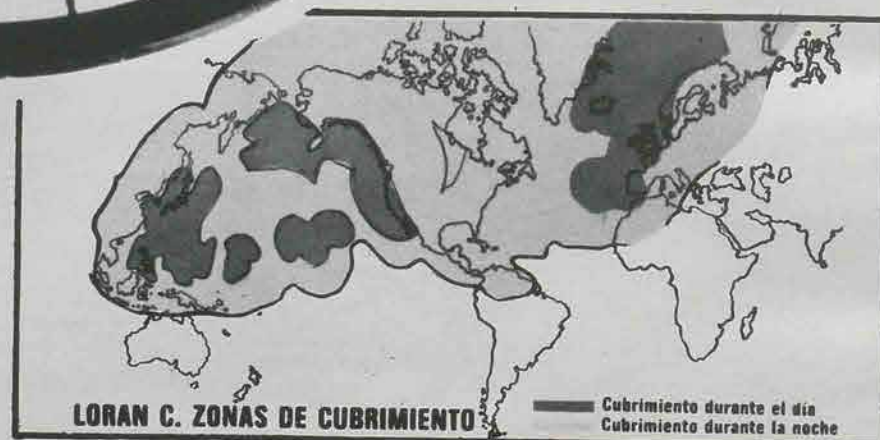 LORAN C. ZONAS DE CUBRIMIENTO
Cubrimiento durante el día
Cubrimiento durante la noche